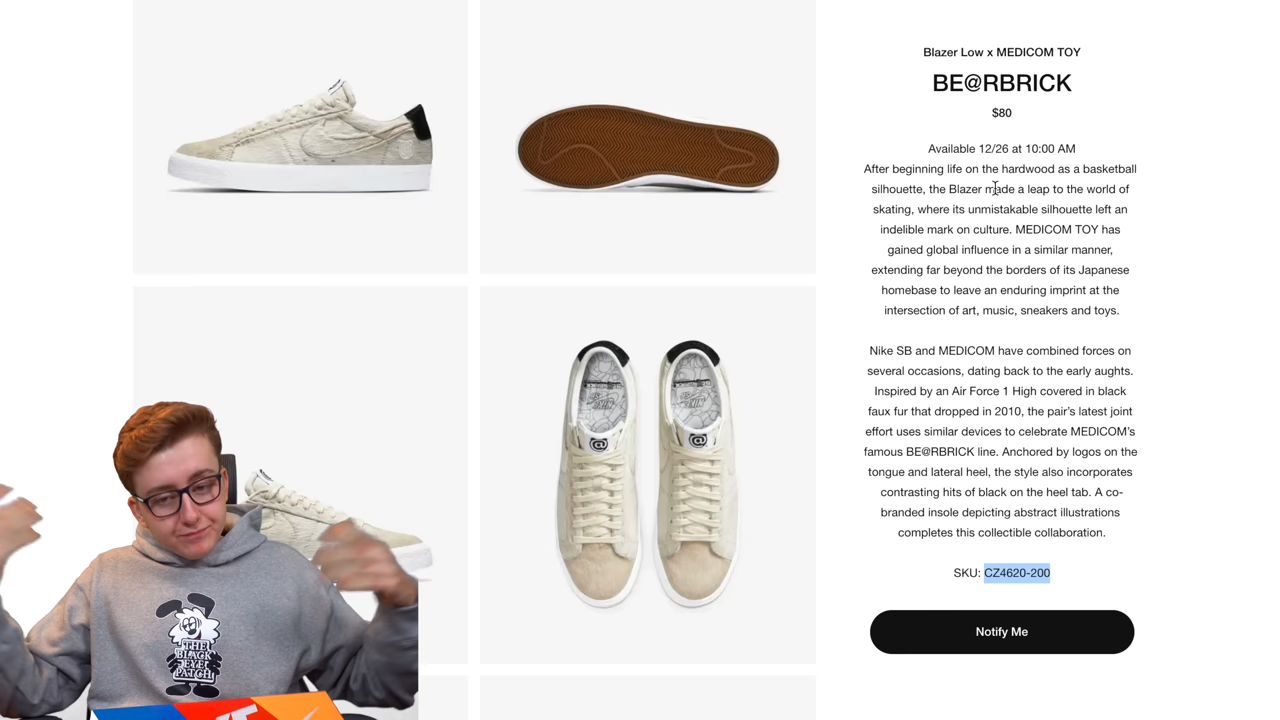 Blazer Low x MEDICOM TOY
BE@RBRICK
$80
Available 12/26 at 10:00 AM
After beginning life on the hardwood as a basketball
silhouette, the Blazer made a leap to the world of
skating, where its unmistakable silhouette left an
indelible mark on culture. MEDICOM TOY has
gained global influence in a similar manner,
extending far beyond the borders of its Japanese
homebase to leave an enduring imprint at the
intersection of art, music, sneakers and toys.
Nike SB and MEDICOM have combined forces on
several occasions, dating back to the early aughts.
Inspired by an Air Force 1 High covered in black
faux fur that dropped in 2010, the pair’s latest joint
effort uses similar devices to celebrate MEDICOM’s
famous BE@RBRICK line. Anchored by logos on the
tongue and lateral heel, the style also incorporates
contrasting hits of black on the heel tab. A co-
branded insole depicting abstract illustrations
completes this collectible collaboration.
SKU: CZ4620-200
Notify Me
THE
BLACK
EYE
PATCH
@
@